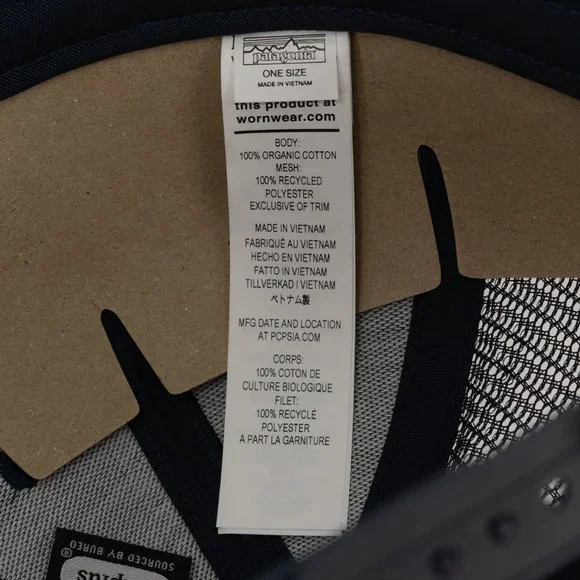 patagonia
ONE SIZE
MADE IN VIETNAM
this product at
wornwear.com
BODY:
100% ORGANIC COTTON
MESH:
100% RECYCLED
POLYESTER
EXCLUSIVE OF TRIM
MADE IN VIETNAM
FABRIQUÉ AU VIETNAM
HECHO EN VIETNAM
FATTO IN VIETNAM
TILLVERKAD I VIETNAM
ベトナム製
MFG DATE AND LOCATION
AT PCPSIA.COM
CORPS:
100% COTON DE
CULTURE BIOLOGIQUE
FILET:
100% RECYCLÉ
POLYESTER
A PART LA GARNITURE
SOURCED BY BUREO®